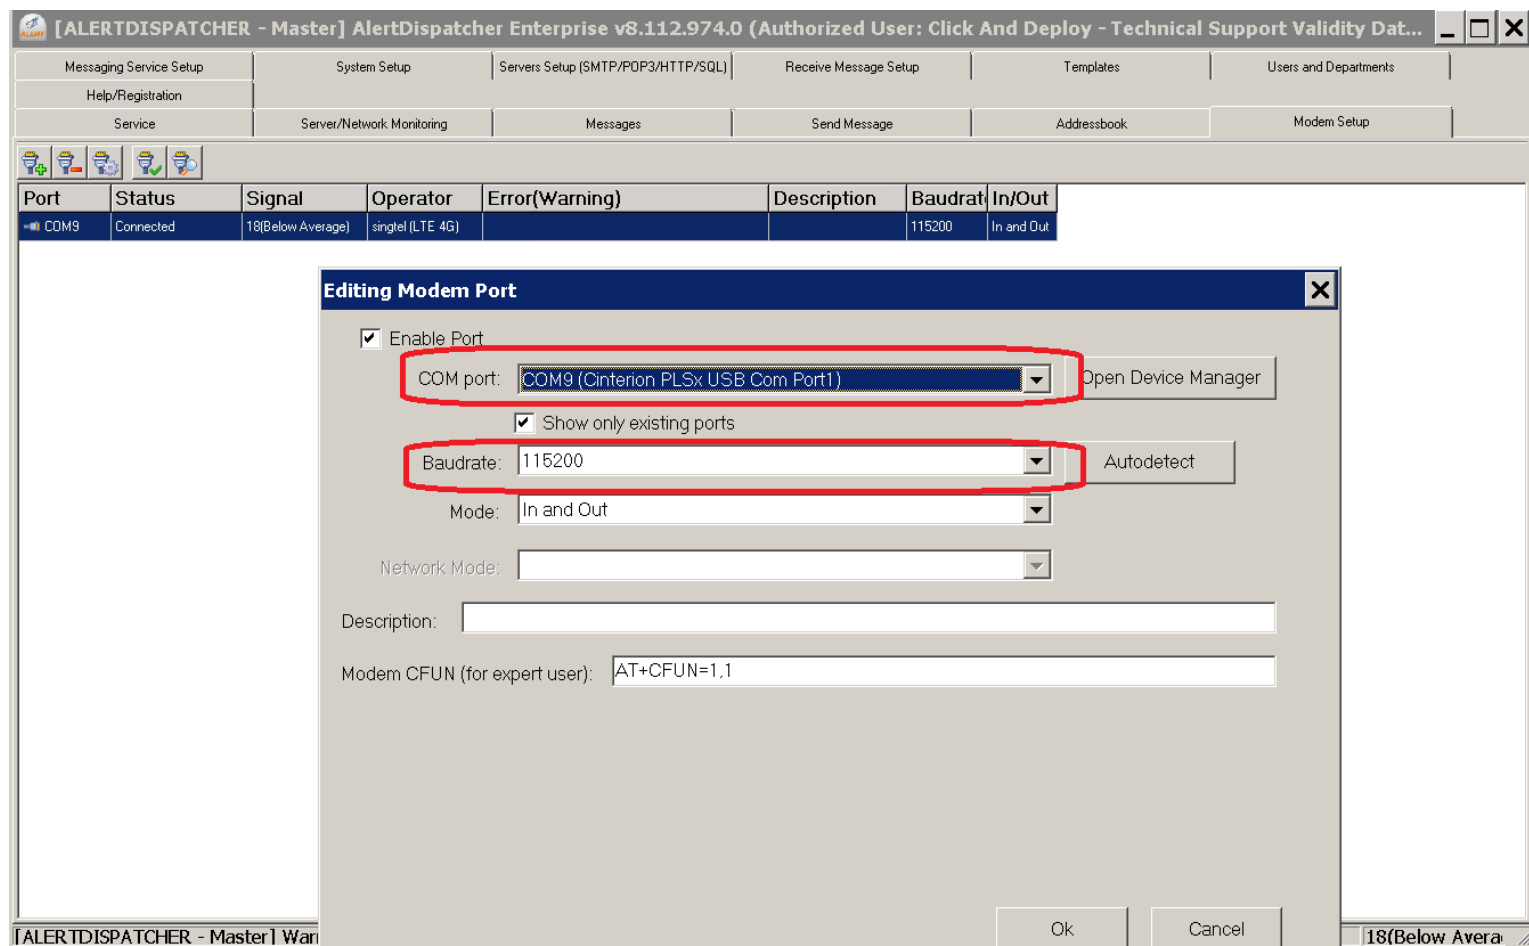 [ALERTDISPATCHER - Master] AlertDispatcher Enterprise v8.112.974.0 (Authorized User: Click And Deploy - Technical Support Validity Dat...
Messaging Service Setup System Setup Servers Setup (SMTP/POP3/HTTP/SQL) Receive Message Setup Templates Users and Departments
Help/Registration
Service Server/Network Monitoring Messages Send Message Addressbook Modem Setup
Port Status Signal Operator Error(Warning) Description Baudrat In/Out
COM9 Connected 18(Below Average) singtel (LTE 4G) 115200 In and Out
Editing Modem Port
Enable Port
COM port: COM9 (Cinterion PLSx USB Com Port1) Open Device Manager
Show only existing ports
Baudrate: 115200 Autodetect
Mode: In and Out
Network Mode:
Description:
Modem CFUN (for expert user): AT+CFUN=1,1
Ok Cancel
[ALERTDISPATCHER - Master] Warn 18(Below Avera